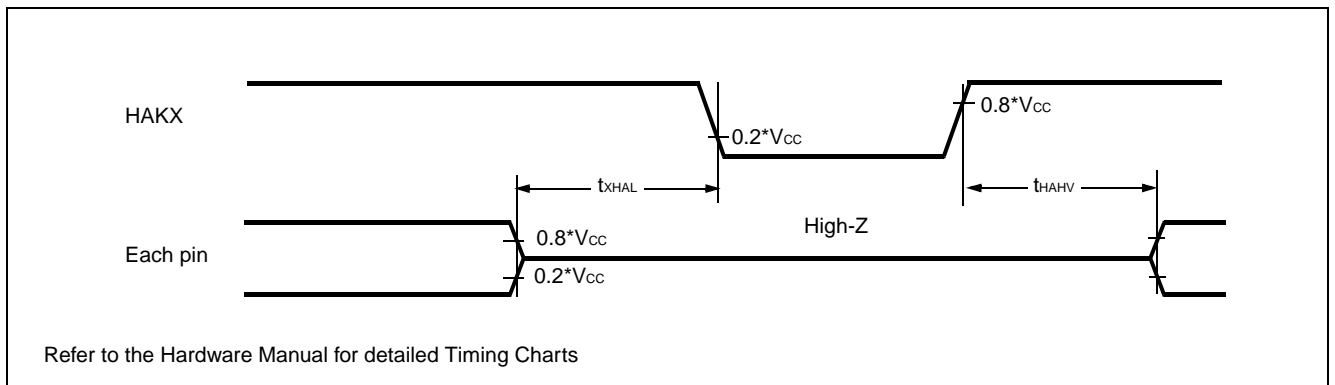 HAKX
0.8*VCC
0.2*VCC
tXHAL
tHAHV
High-Z
Each pin
0.8*VCC
0.2*VCC
Refer to the Hardware Manual for detailed Timing Charts